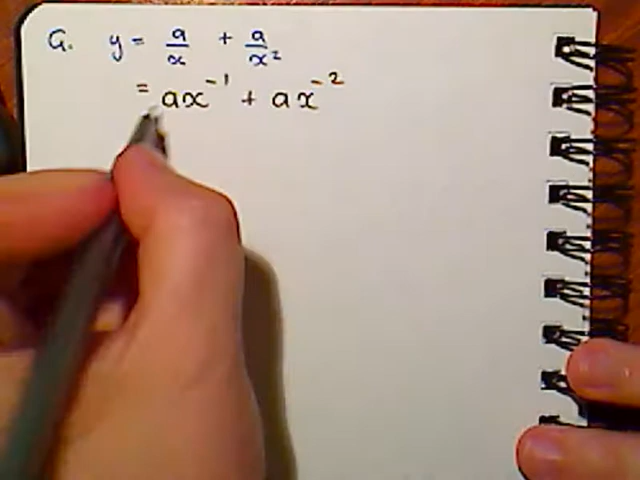 G. y = a/x + a/x²
= ax⁻¹ + ax⁻²